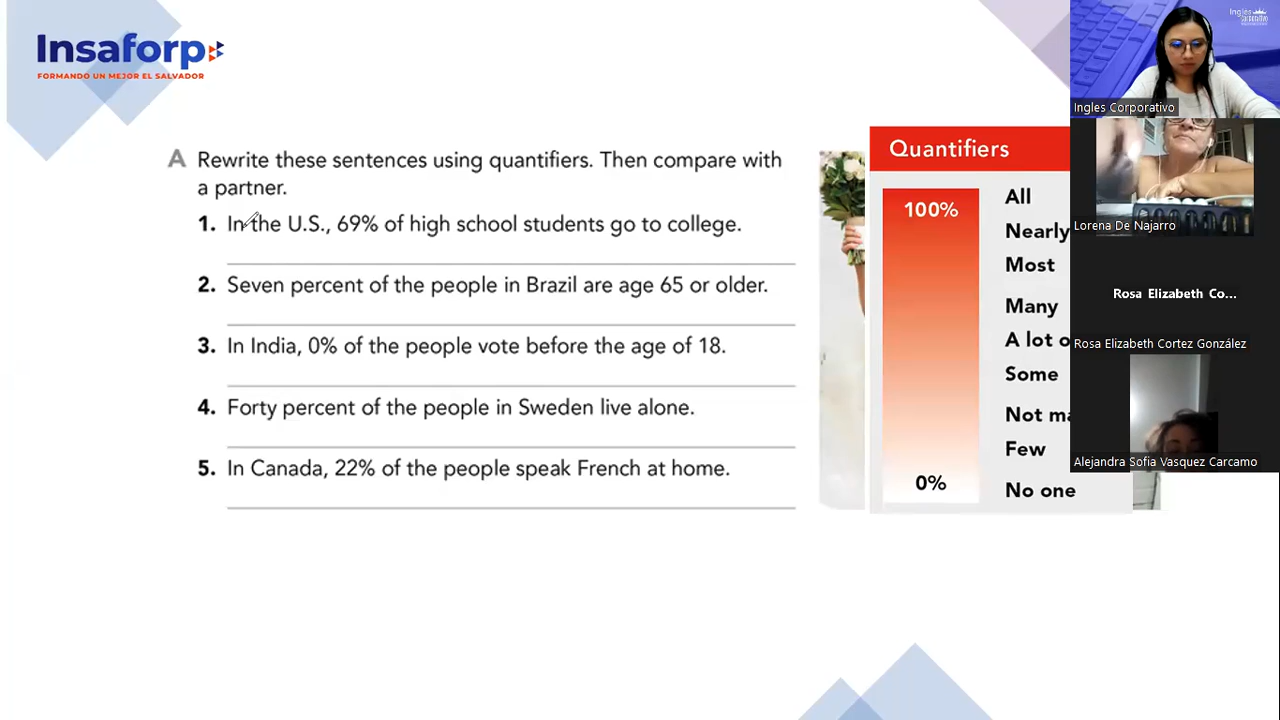 Insaforp
FORMANDO UN MEJOR EL SALVADOR
A Rewrite these sentences using quantifiers. Then compare with
a partner.
1. In the U.S., 69% of high school students go to college.
2. Seven percent of the people in Brazil are age 65 or older.
3. In India, 0% of the people vote before the age of 18.
4. Forty percent of the people in Sweden live alone.
5. In Canada, 22% of the people speak French at home.
Quantifiers
100%
0%
All
Nearly
Most
Many
A lot o
Some
Not ma
Few
No one
Ingles Corporativo
Lorena De Najarro
Rosa Elizabeth Co...
Rosa Elizabeth Cortez González
Alejandra Sofia Vasquez Carcamo